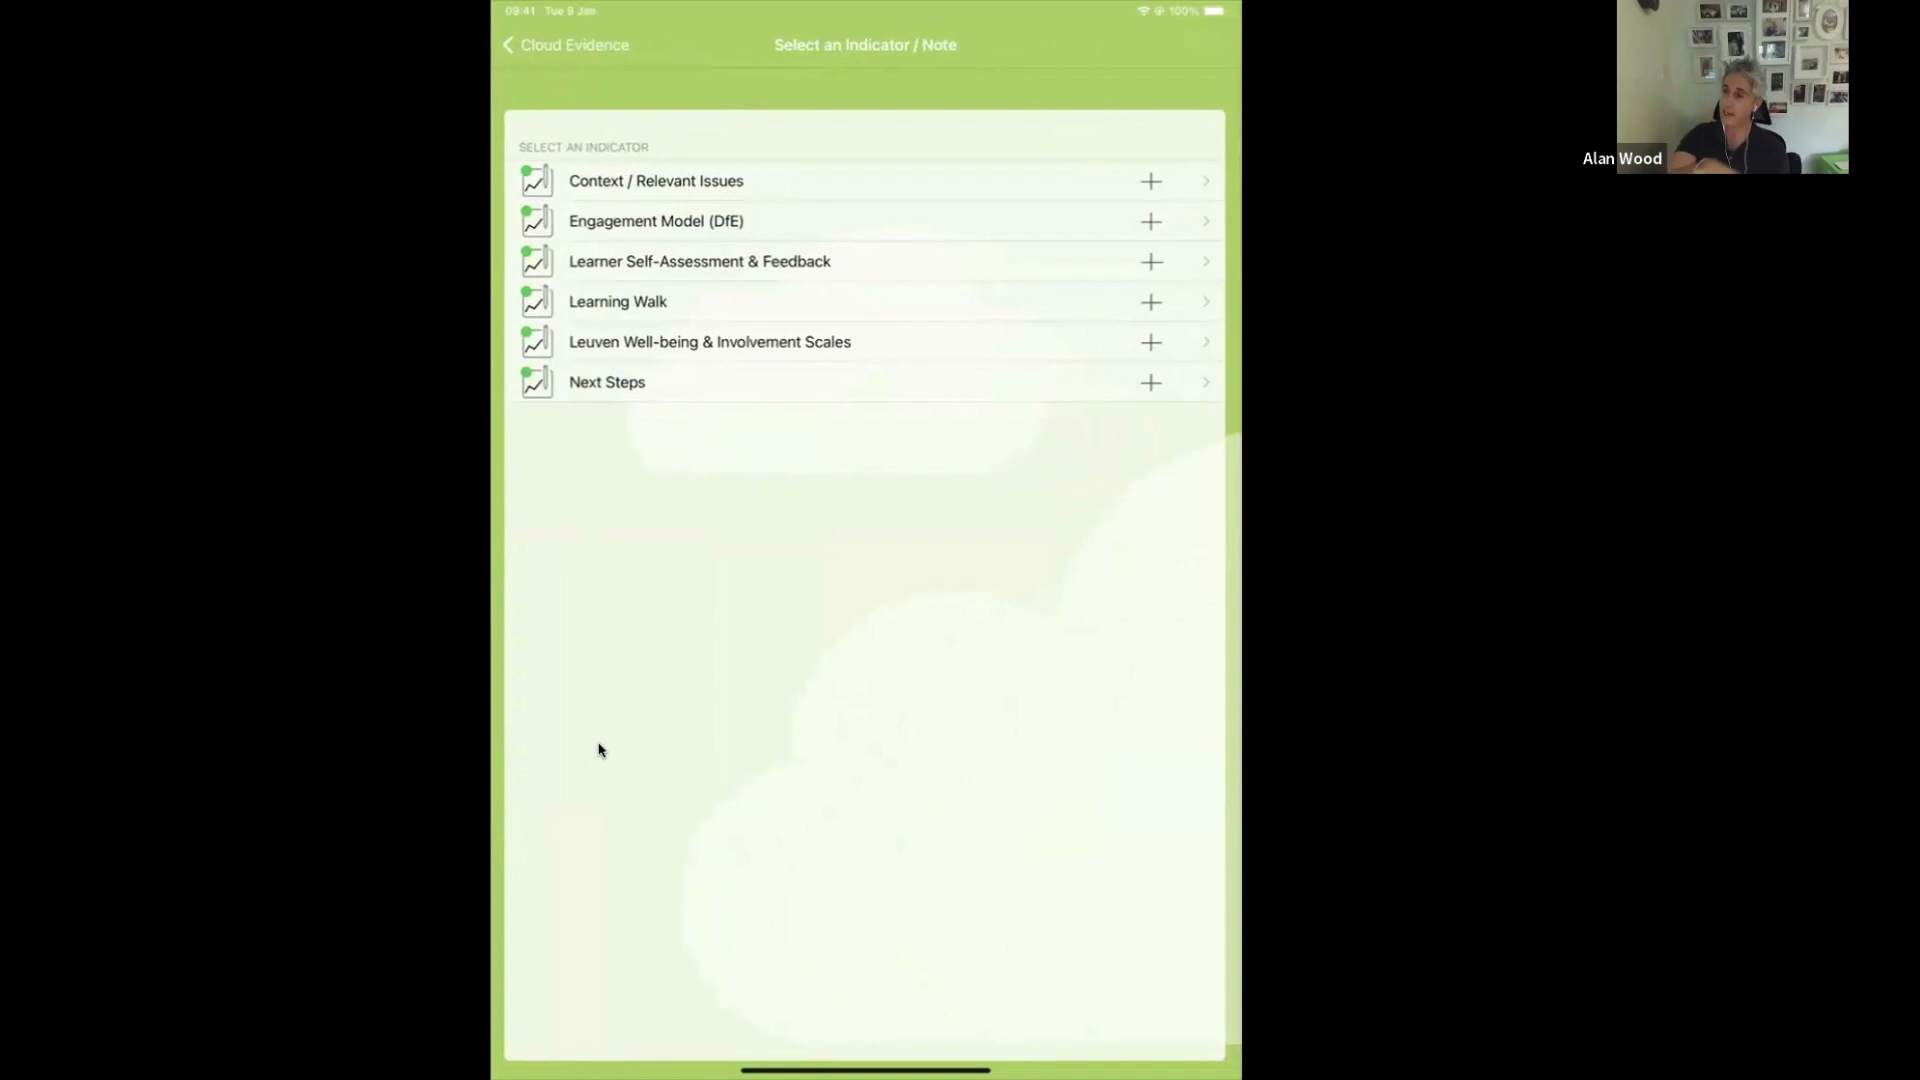 09:41 Tue 9 Jan
100%
Cloud Evidence
Select an Indicator / Note
SELECT AN INDICATOR
Context / Relevant Issues
Engagement Model (DfE)
Learner Self-Assessment & Feedback
Learning Walk
Leuven Well-being & Involvement Scales
Next Steps
Alan Wood